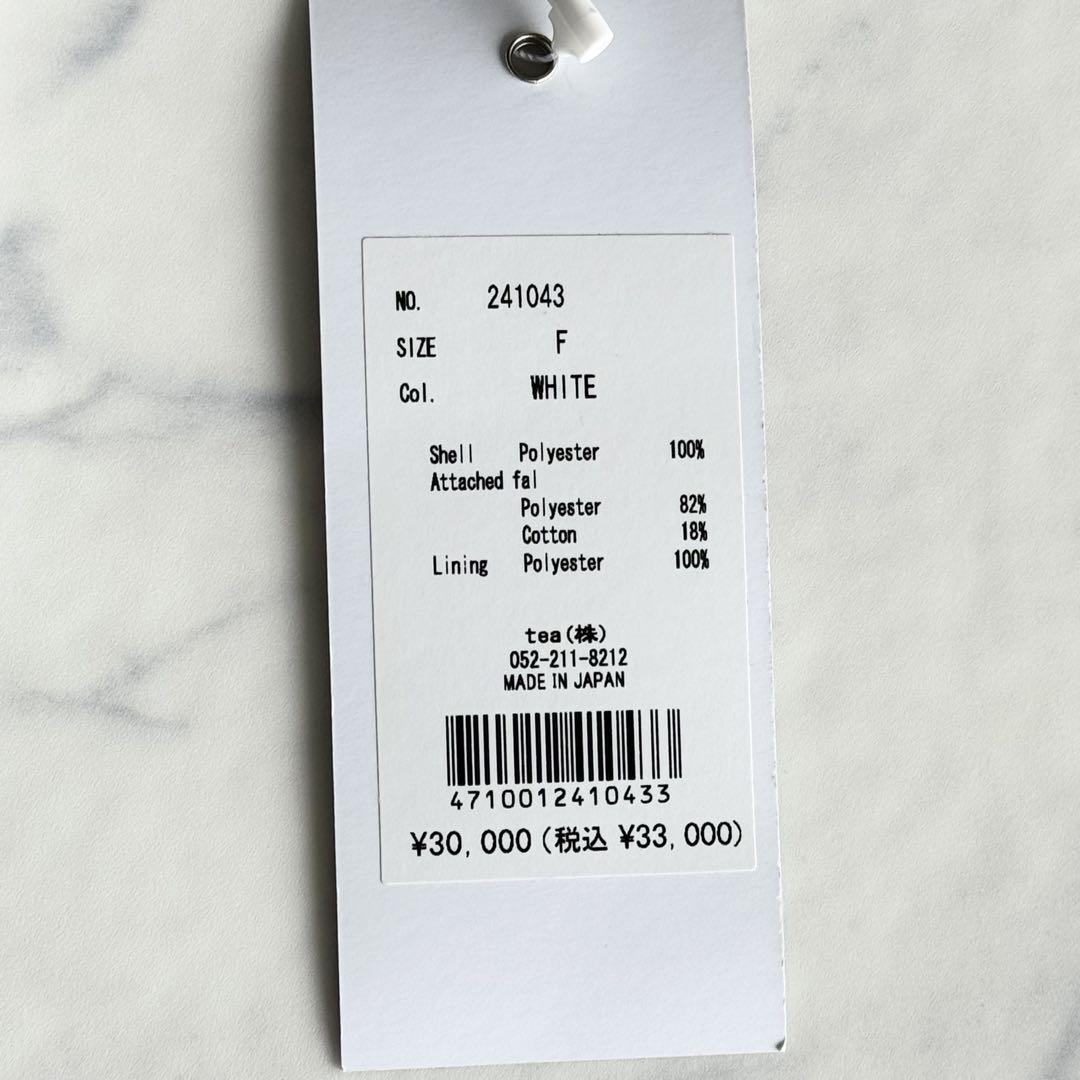 NO. 241043
SIZE F
Col. WHITE
Shell Polyester 100%
Attached fal
Polyester 82%
Cotton 18%
Lining Polyester 100%
tea(株)
052-211-8212
MADE IN JAPAN
4710012410433
¥30,000(税込 ¥33,000)